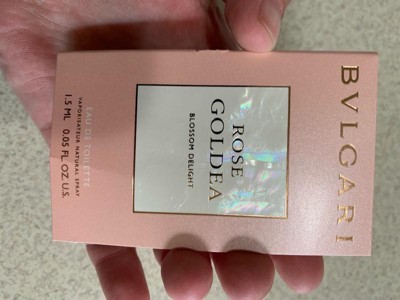 BVLGARI
ROSE
GOLDEA
BLOSSOM DELIGHT
EAU DE TOILETTE
VAPORISATEUR NATURAL SPRAY
1.5 ML 0.05 FL.OZ.U.S.